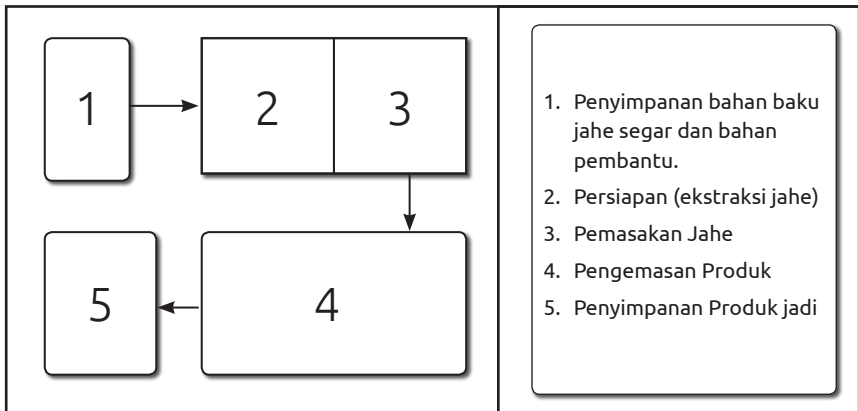 1
2
3
5
4
1. Penyimpanan bahan baku
jahe segar dan bahan
pembantu.
2. Persiapan (ekstraksi jahe)
3. Pemasakan Jahe
4. Pengemasan Produk
5. Penyimpanan Produk jadi